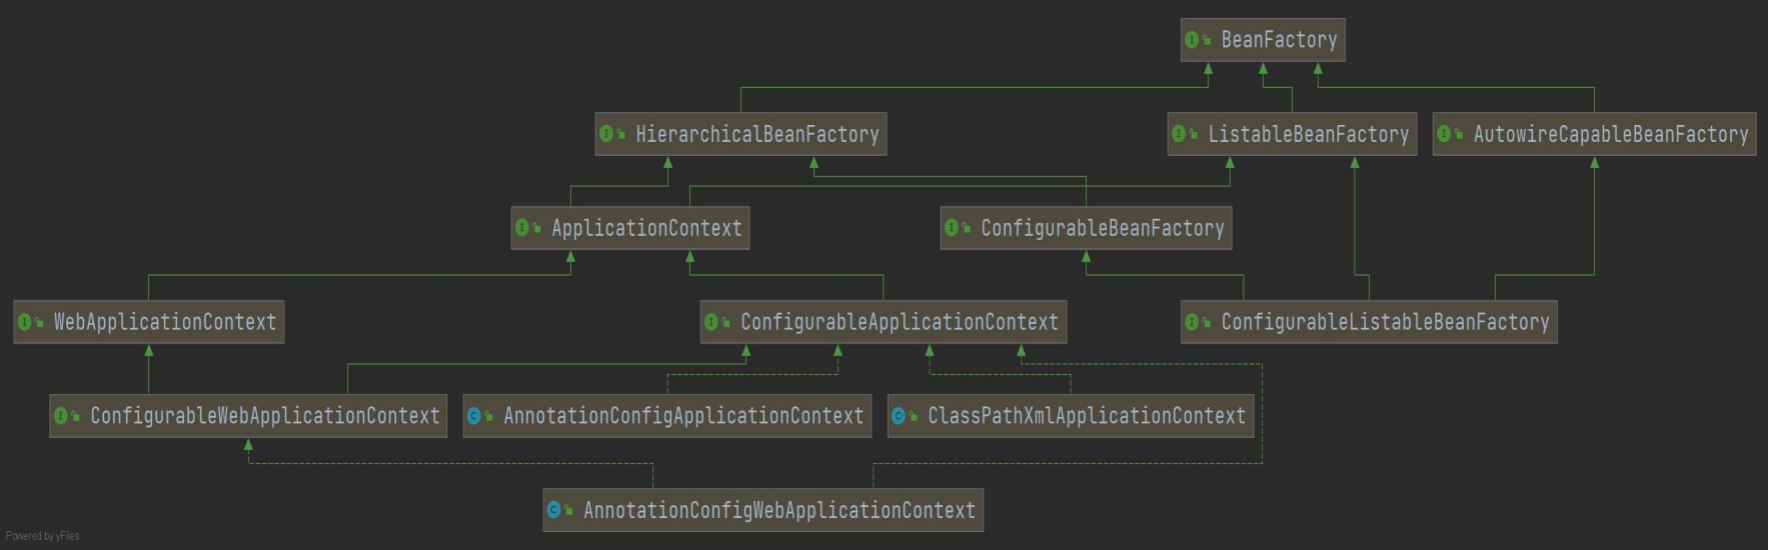 BeanFactory
HierarchicalBeanFactory
ListableBeanFactory
AutowireCapableBeanFactory
ApplicationContext
ConfigurableBeanFactory
WebApplicationContext
ConfigurableApplicationContext
ConfigurableListableBeanFactory
ConfigurableWebApplicationContext
AnnotationConfigApplicationContext
ClassPathXmlApplicationContext
AnnotationConfigWebApplicationContext
Powered by yFiles